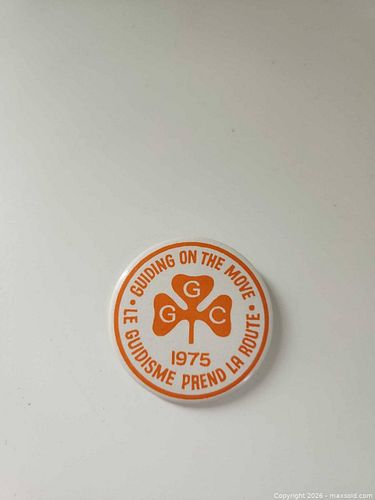 • GUIDING ON THE MOVE •
G
G C
1975
LE GUIDISME PREND LA ROUTE
Copyright 2026 - maxsold.com